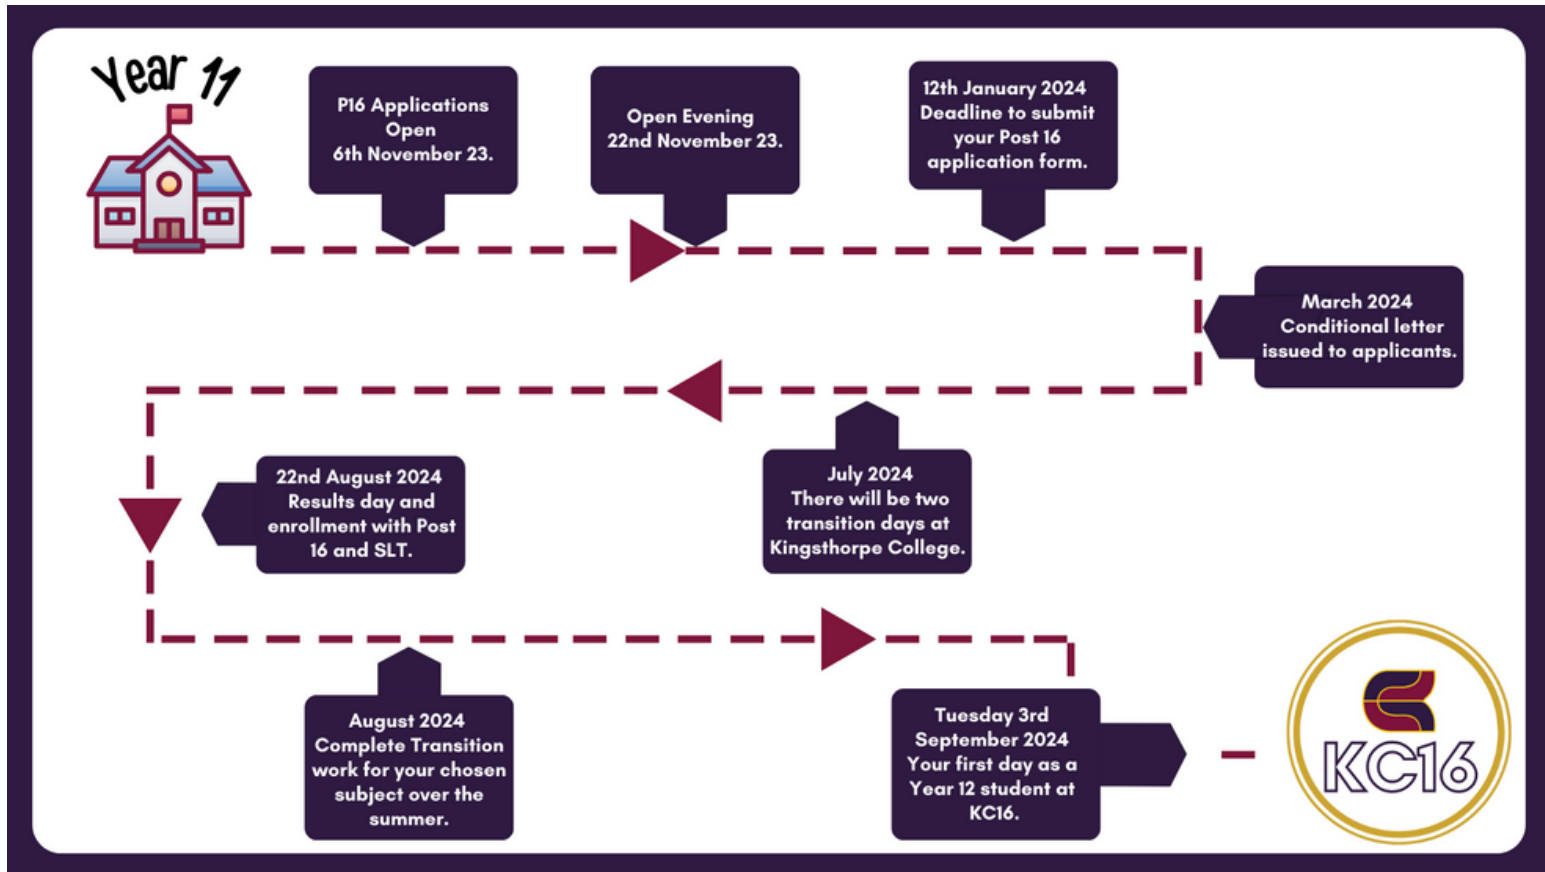 Year 11
P16 Applications
Open
6th November 23.
Open Evening
22nd November 23.
12th January 2024
Deadline to submit
your Post 16
application form.
March 2024
Conditional letter
issued to applicants.
July 2024
There will be two
transition days at
Kingsthorpe College.
22nd August 2024
Results day and
enrollment with Post
16 and SLT.
August 2024
Complete Transition
work for your chosen
subject over the
summer.
Tuesday 3rd
September 2024
Your first day as a
Year 12 student at
KC16.
KC16